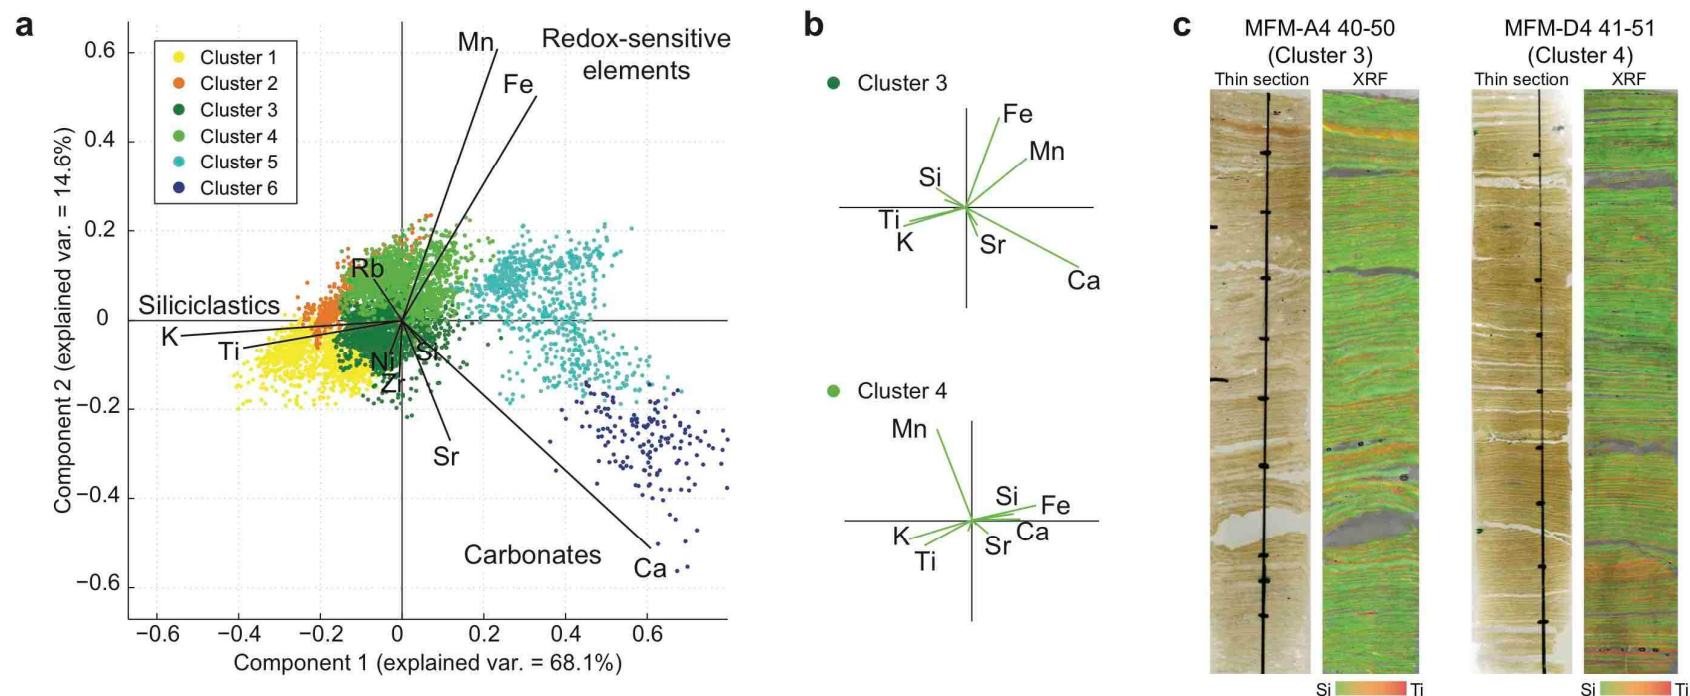 a
Component 2 (explained var. = 14.6%)
0.6
0.4
0.2
0
−0.2
−0.4
−0.6
Cluster 1
Cluster 2
Cluster 3
Cluster 4
Cluster 5
Cluster 6
Mn
Redox-sensitive
elements
Fe
Rb
Siliciclastics
K
Ti
Ni
Si
Zr
Sr
Carbonates
Ca
−0.6
−0.4
−0.2
0
0.2
0.4
0.6
Component 1 (explained var. = 68.1%)
b
Cluster 3
Fe
Mn
Si
Ti
K
Sr
Ca
Cluster 4
Mn
Si
Fe
K
Ca
Sr
Ti
c
MFM-A4 40-50
(Cluster 3)
Thin section
XRF
Si
Ti
MFM-D4 41-51
(Cluster 4)
Thin section
XRF
Si
Ti